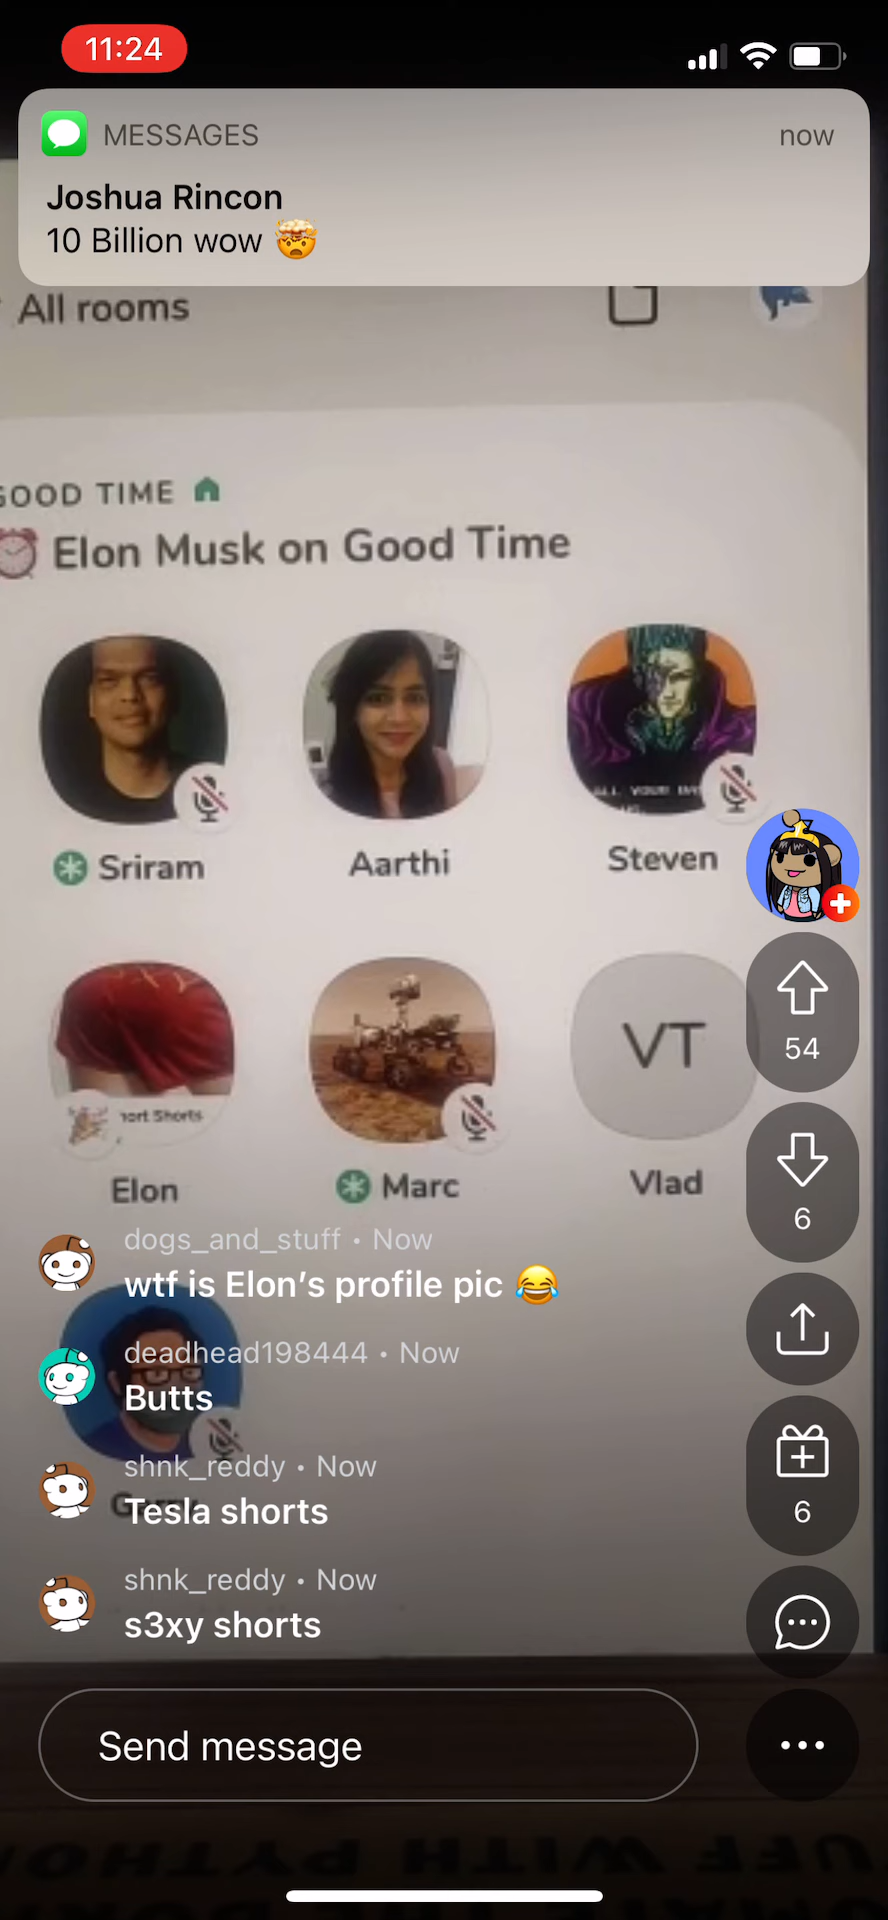 11:24
MESSAGES
now
Joshua Rincon
10 Billion wow 🤯
All rooms
GOOD TIME
⏰ Elon Musk on Good Time
Sriram
Aarthi
Steven
54
Short Shorts
VT
Elon
Marc
Vlad
6
dogs_and_stuff • Now
wtf is Elon's profile pic 😂
deadhead198444 • Now
Butts
shnk_reddy • Now
Tesla shorts
6
shnk_reddy • Now
s3xy shorts
Send message